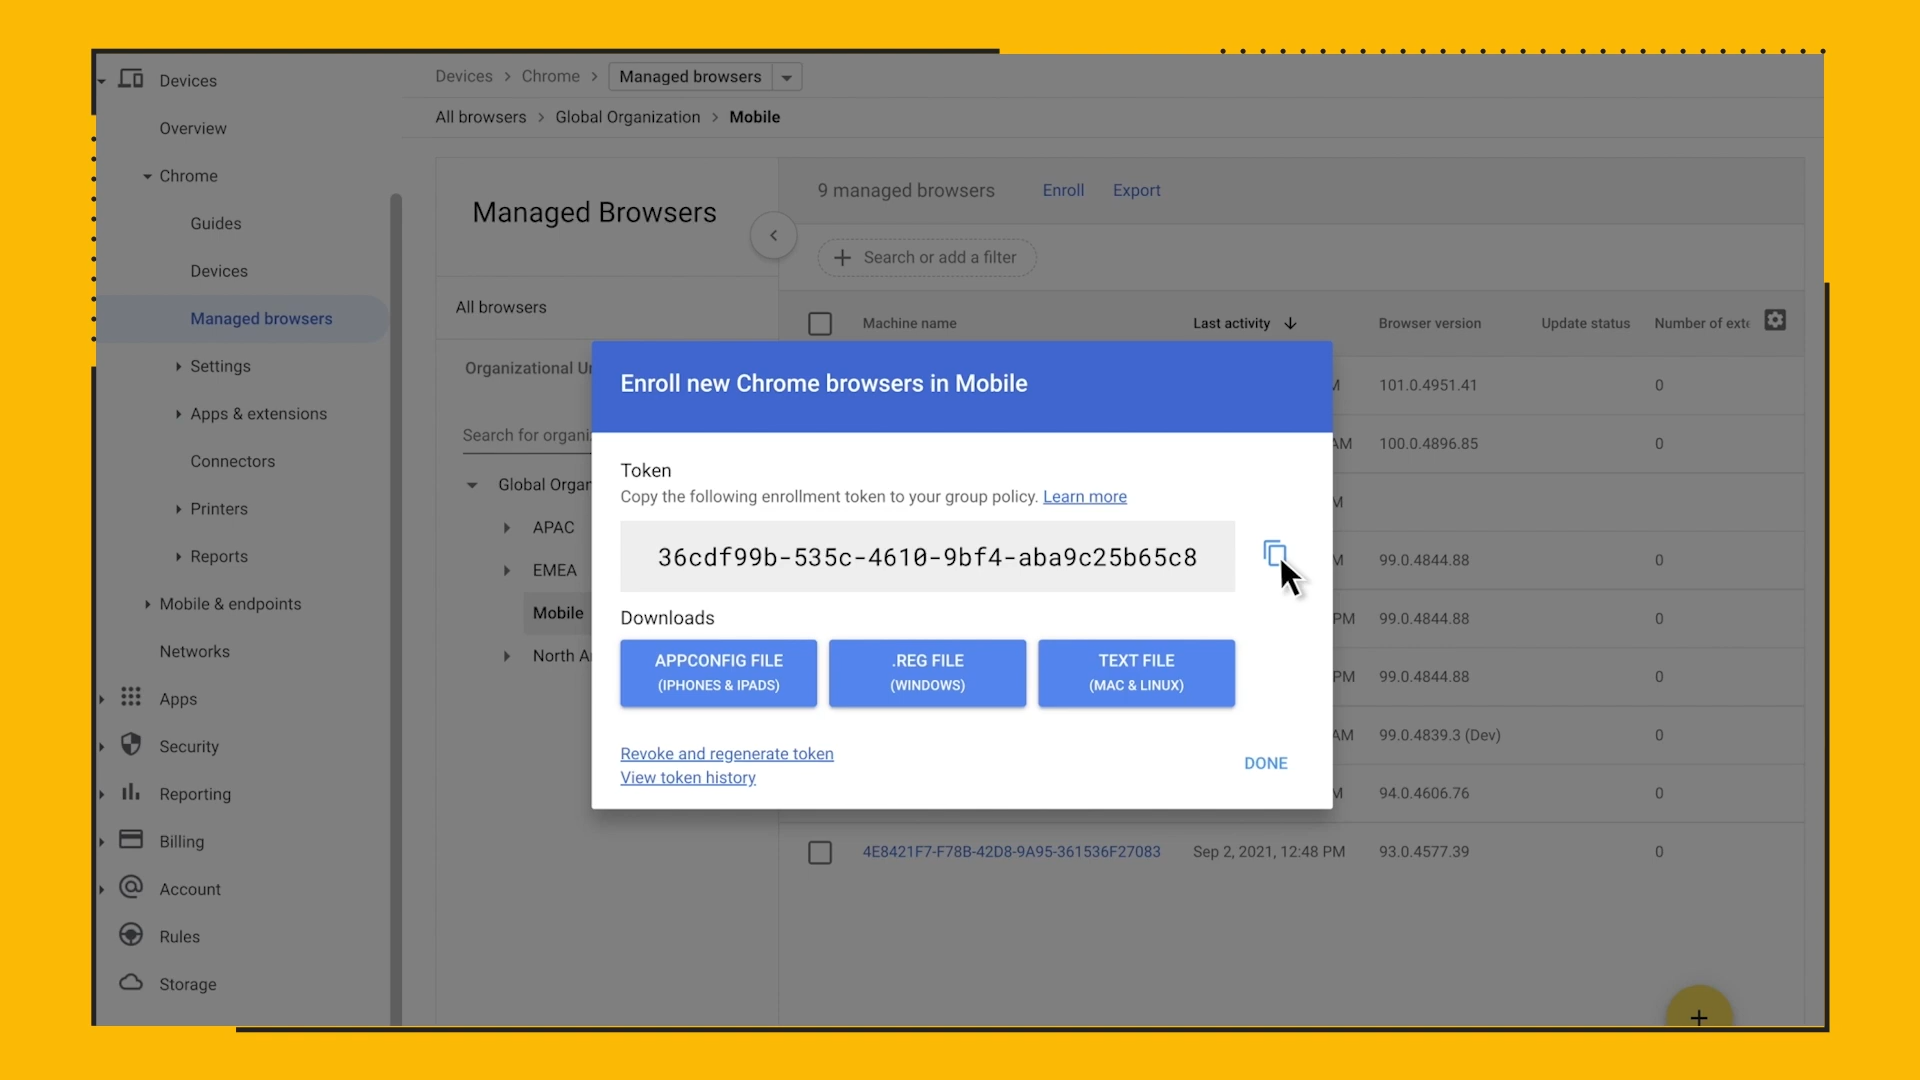 Devices
Overview
Chrome
Guides
Devices
Managed browsers
Settings
Apps & extensions
Connectors
Printers
Reports
Mobile & endpoints
Networks
Apps
Security
Reporting
Billing
Account
Rules
Storage
Devices > Chrome > Managed browsers
All browsers > Global Organization > Mobile
Managed Browsers
All browsers
Organizational
Search for
Global
APAC
EMEA
Mobile
North
9 managed browsers Enroll Export
Search or add a filter
Machine name Last activity Browser version Update status Number of
101.0.4951.41 0
AM 100.0.4896.85 0
99.0.4844.88 0
PM 99.0.4844.88 0
PM 99.0.4844.88 0
AM 99.0.4839.3 (Dev) 0
94.0.4606.76 0
4E8421F7-F78B-42D8-9A95-361536F27083 Sep 2, 2021, 12:48 PM 93.0.4577.39 0
Enroll new Chrome browsers in Mobile
Token
Copy the following enrollment token to your group policy. Learn more
36cdf99b-535c-4610-9bf4-aba9c25b65c8
Downloads
APPCONFIG FILE
(IPHONES & IPADS)
.REG FILE
(WINDOWS)
TEXT FILE
(MAC & LINUX)
Revoke and regenerate token
View token history
DONE